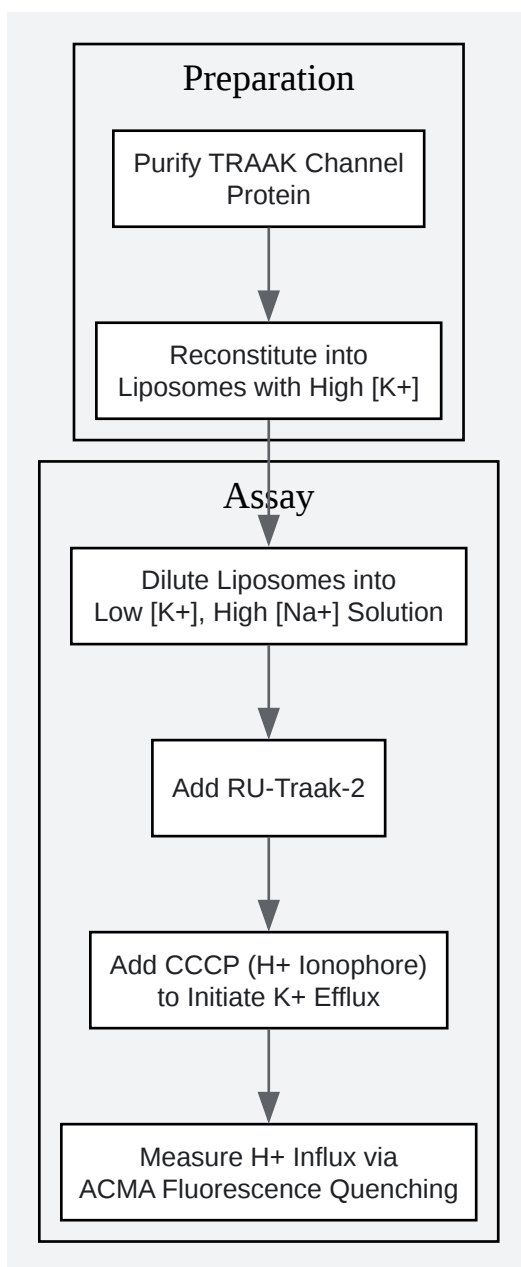 Preparation
Purify TRAAK Channel
Protein
Reconstitute into
Liposomes with High [K+]
Assay
Dilute Liposomes into
Low [K+], High [Na+] Solution
Add RU-Traak-2
Add CCCP (H+ Ionophore)
to Initiate K+ Efflux
Measure H+ Influx via
ACMA Fluorescence Quenching